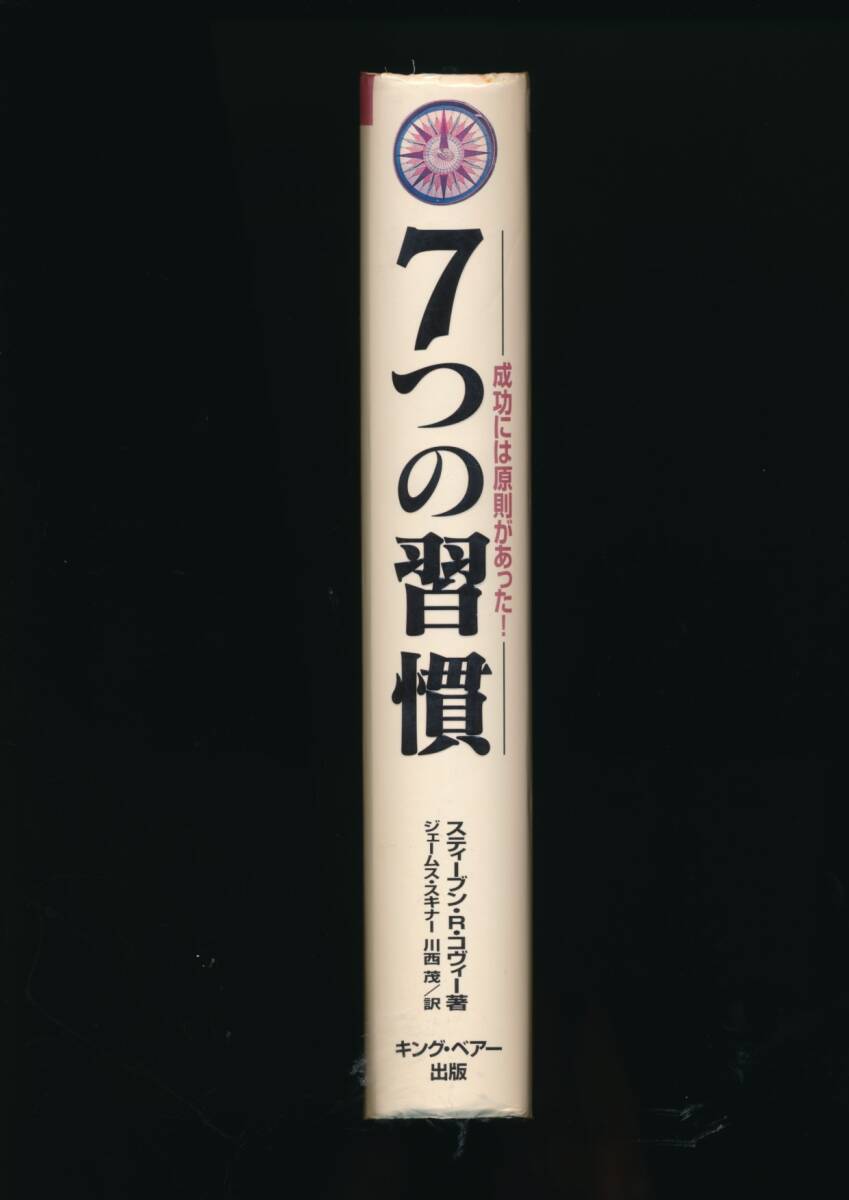 7つの習慣
成功には原則があった!
スティーブン・R・コヴィー著
ジェームス・スキナー 川西 茂/訳
キング・ベアー
出版